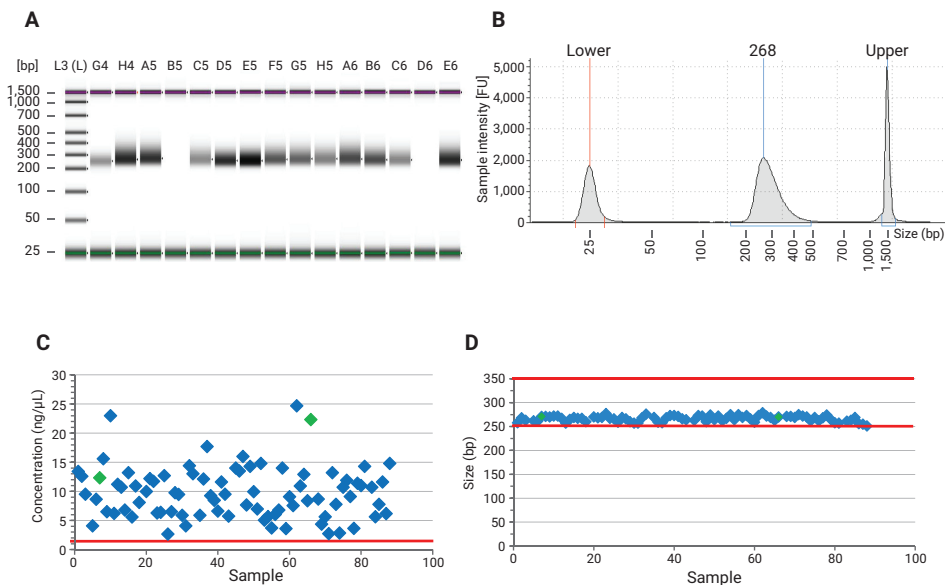 A
[bp] L3 (L) G4 H4 A5 B5 C5 D5 E5 F5 G5 H5 A6 B6 C6 D6 E6
1,500
1,000
700
500
400
300
200
100
50
25
B
Lower 268 Upper
Sample intensity [FU]
5,000
4,000
3,000
2,000
1,000
0
25 50 100 200 300 400 500 700 1,000 1,500 Size (bp)
C
Concentration (ng/μL)
30
25
20
15
10
5
0
0 20 40 60 80 100
Sample
D
Size (bp)
350
300
250
200
150
100
50
0
0 20 40 60 80 100
Sample